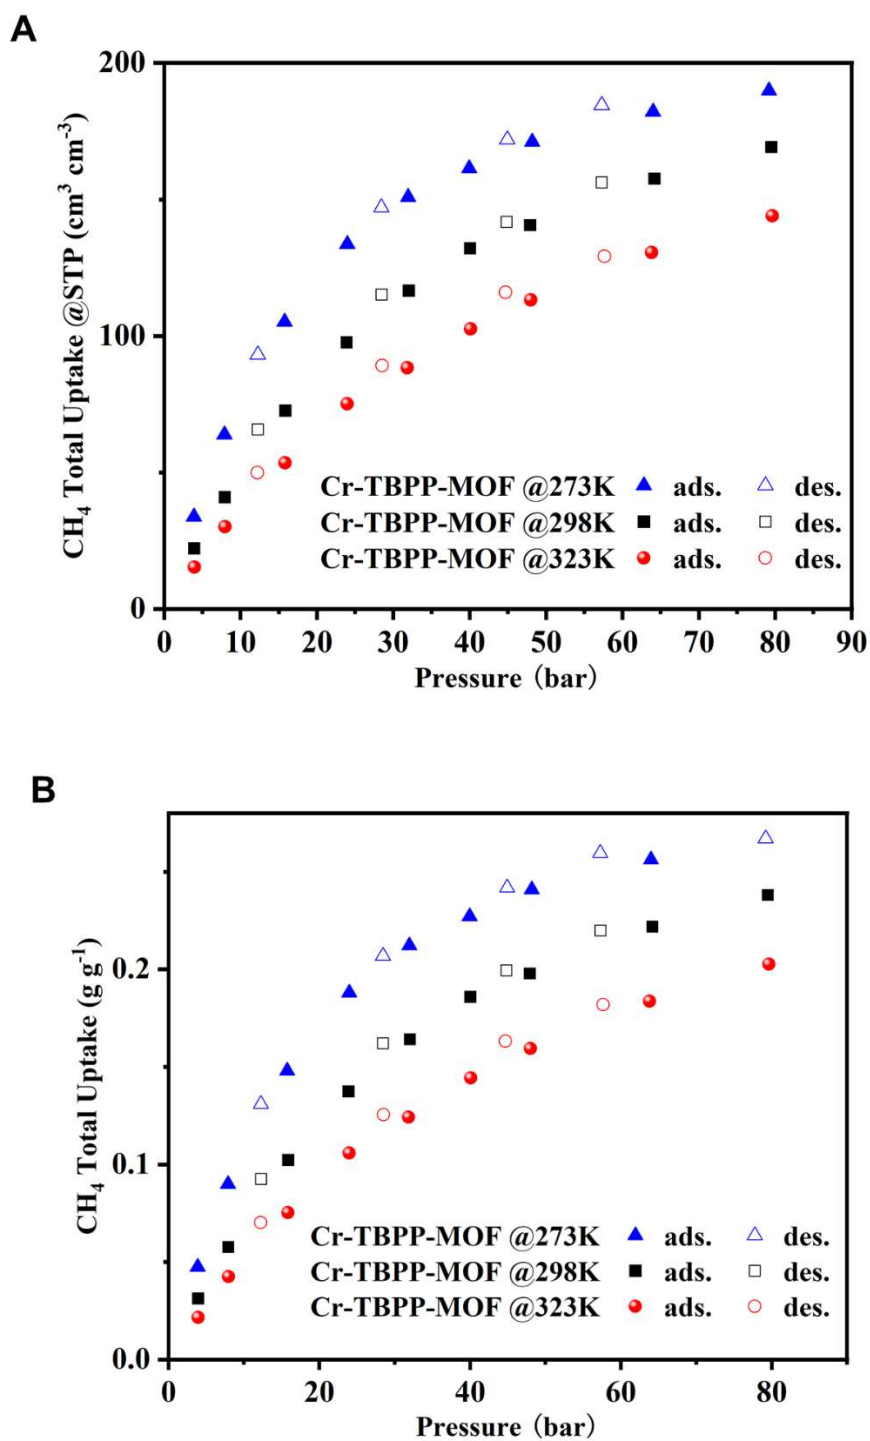 A
CH₄ Total Uptake @STP (cm³ cm⁻³)
200
100
0
Cr-TBPP-MOF @273K ads. des.
Cr-TBPP-MOF @298K ads. des.
Cr-TBPP-MOF @323K ads. des.
0 10 20 30 40 50 60 70 80 90
Pressure (bar)
B
CH₄ Total Uptake (g g⁻¹)
0.2
0.1
0.0
Cr-TBPP-MOF @273K ads. des.
Cr-TBPP-MOF @298K ads. des.
Cr-TBPP-MOF @323K ads. des.
0 20 40 60 80
Pressure (bar)